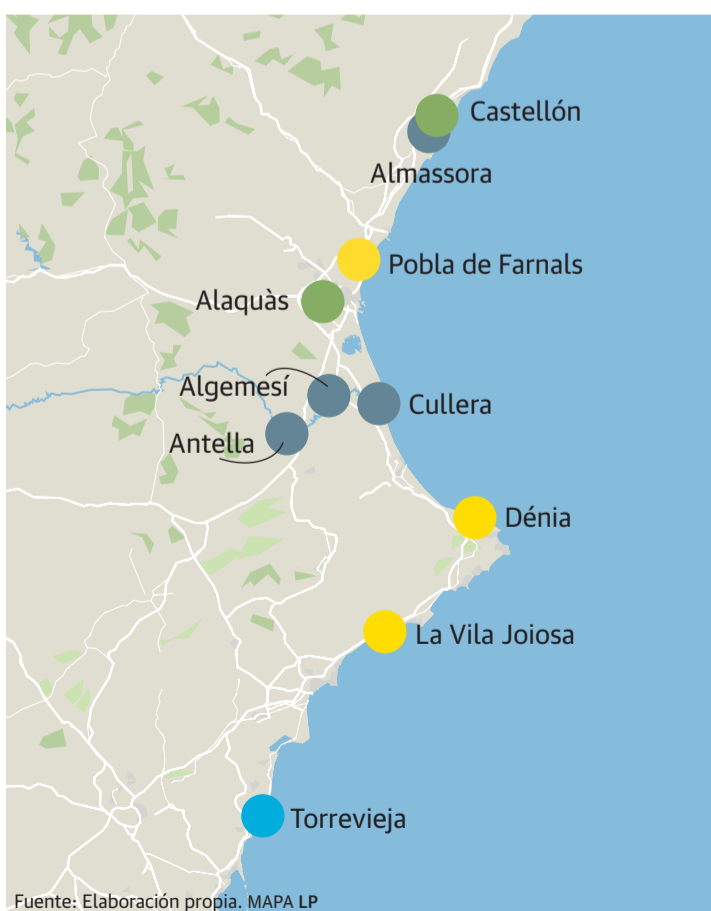 Castellón
Almassora
Pobla de Farnals
Alaquàs
Algemesí
Cullera
Antella
Dénia
La Vila Joiosa
Torrevieja
Fuente: Elaboración propia. MAPA LP